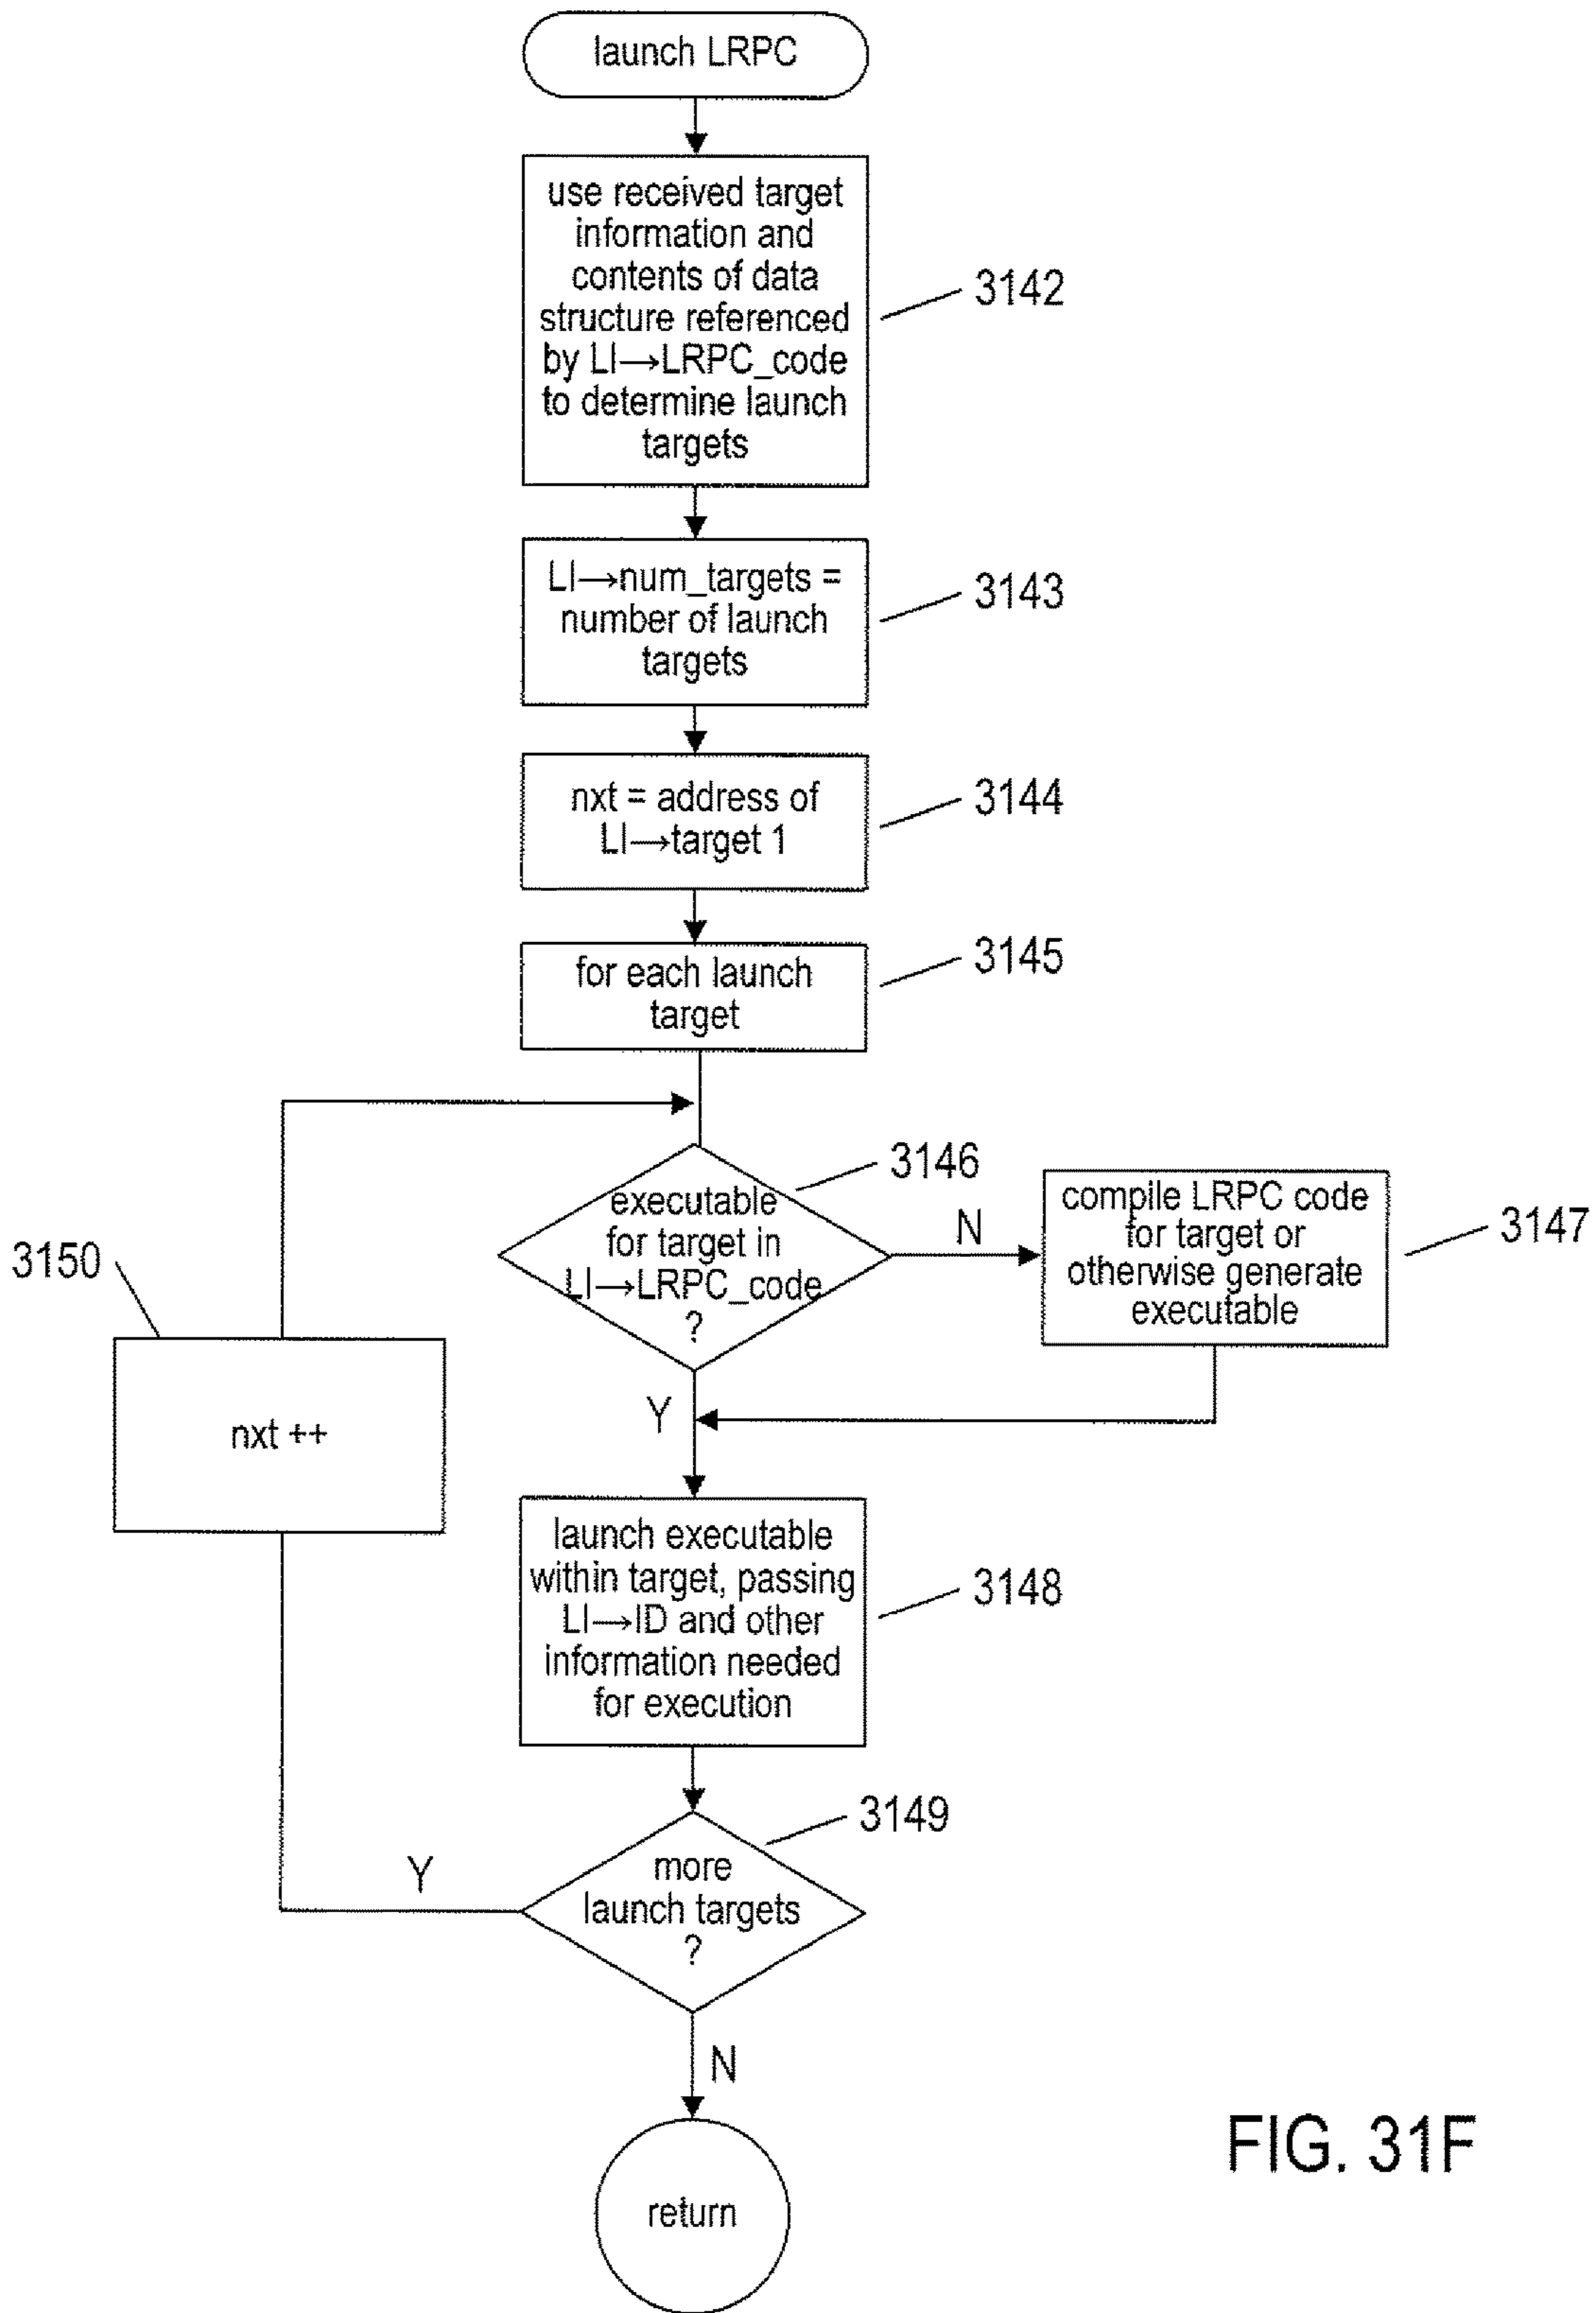 launch LRPC
use received target
information and
contents of data
structure referenced
by LI→LRPC_code
to determine launch
targets
3142
LI→num_targets =
number of launch
targets
3143
nxt = address of
LI→target 1
3144
for each launch
target
3145
executable
for target in
LI→LRPC_code
?
3146
N
compile LRPC code
for target or
otherwise generate
executable
3147
3150
nxt ++
Y
launch executable
within target, passing
LI→ID and other
information needed
for execution
3148
more
launch targets
?
3149
Y
N
return
FIG. 31F